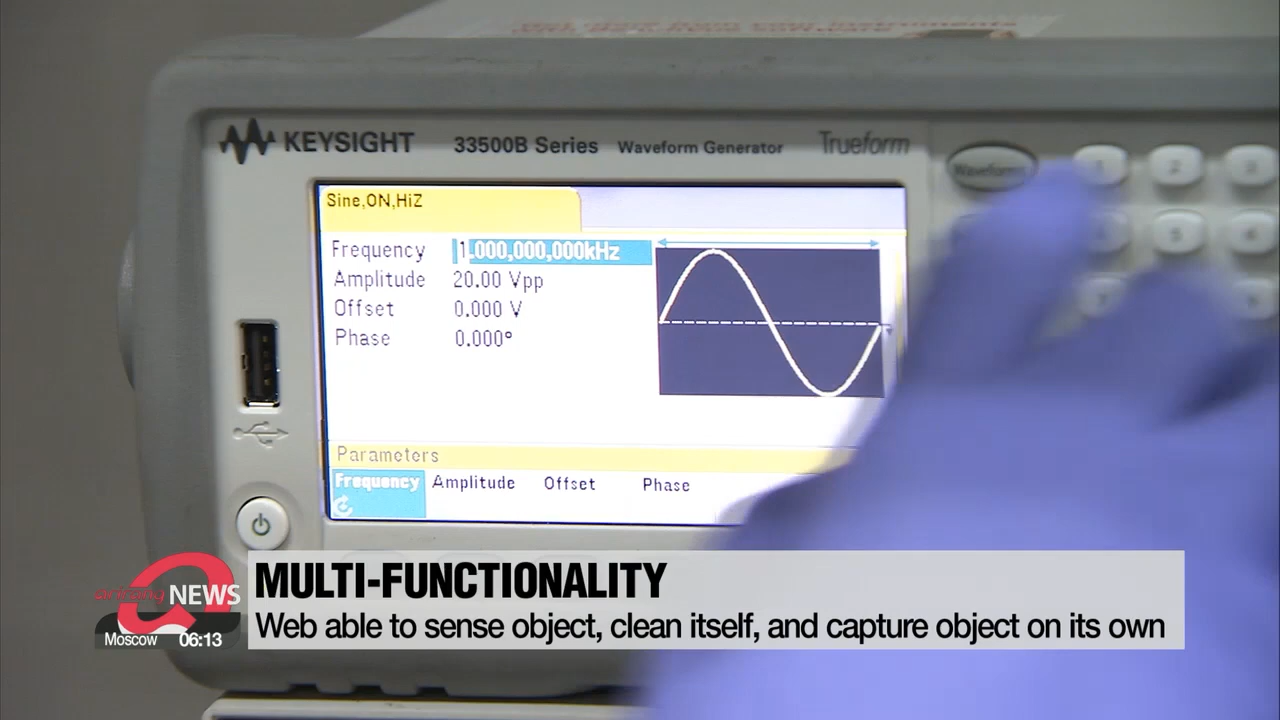 KEYSIGHT 33500B Series Waveform Generator Trueform
Waveforms 1 2 3
Sine,ON,HiZ
Frequency 1.000,000,000kHz
Amplitude 20.00 Vpp
Offset 0.000 V
Phase 0.000°
Parameters
Frequency Amplitude Offset Phase
arirang NEWS
Moscow 06:13
MULTI-FUNCTIONALITY
Web able to sense object, clean itself, and capture object on its own